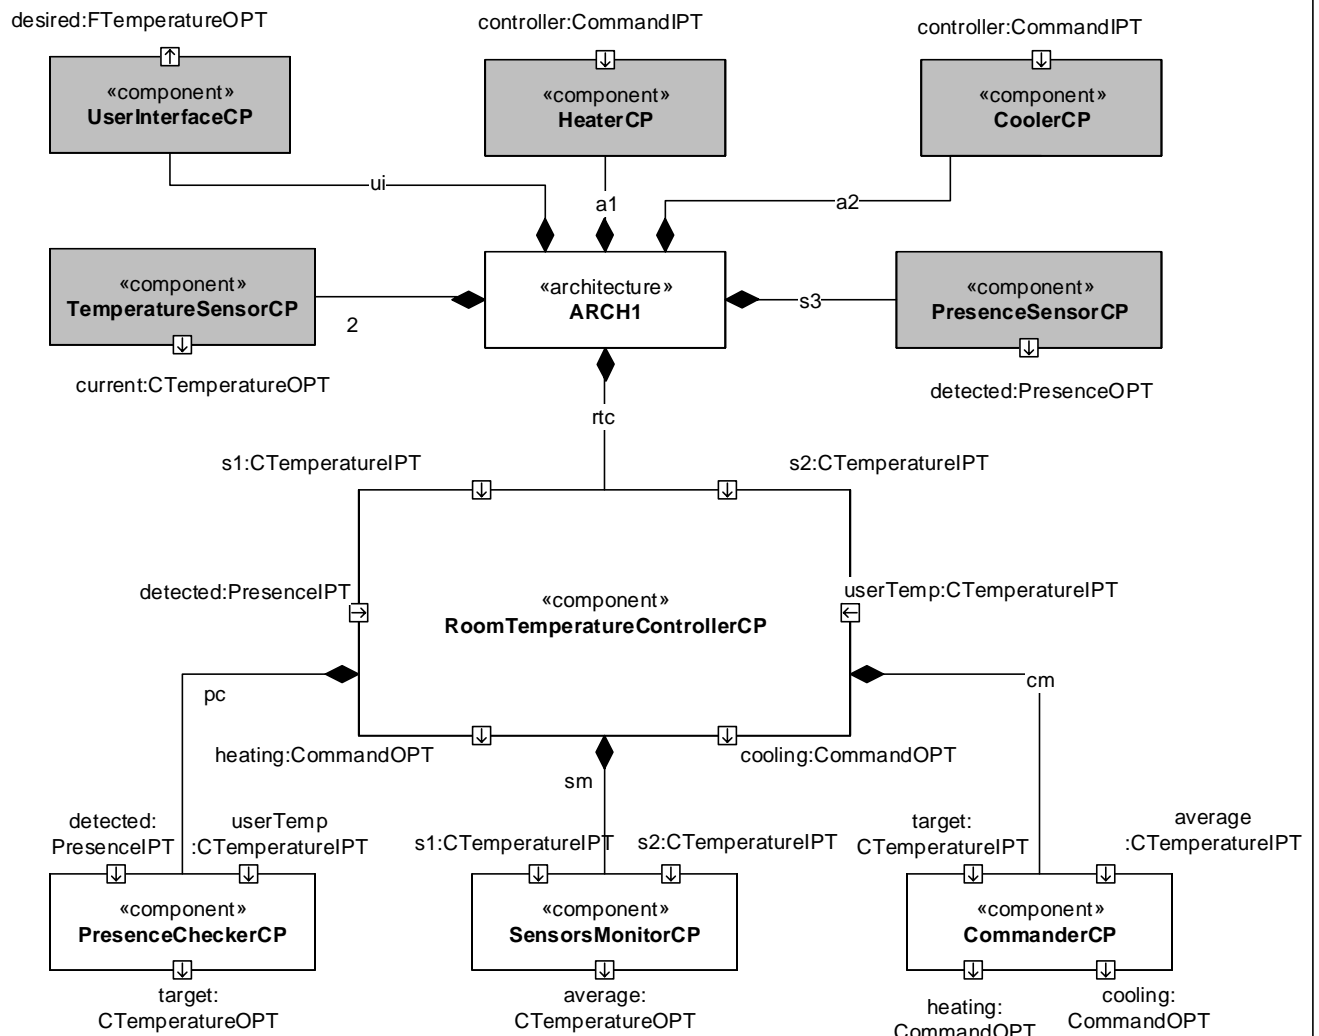 desired:FTemperatureOPT
controller:CommandIPT
controller:CommandIPT
«component»
UserInterfaceCP
«component»
HeaterCP
«component»
CoolerCP
ui
a1
a2
«component»
TemperatureSensorCP
2
«architecture»
ARCH1
s3
«component»
PresenceSensorCP
current:CTemperatureOPT
detected:PresenceOPT
rtc
s1:CTemperatureIPT
s2:CTemperatureIPT
detected:PresenceIPT
«component»
RoomTemperatureControllerCP
userTemp:CTemperatureIPT
pc
cm
heating:CommandOPT
cooling:CommandOPT
sm
detected:
PresenceIPT
userTemp
:CTemperatureIPT
s1:CTemperatureIPT
s2:CTemperatureIPT
target:
CTemperatureIPT
average
:CTemperatureIPT
«component»
PresenceCheckerCP
«component»
SensorsMonitorCP
«component»
CommanderCP
target:
CTemperatureOPT
average:
CTemperatureOPT
heating:
CommandOPT
cooling:
CommandOPT